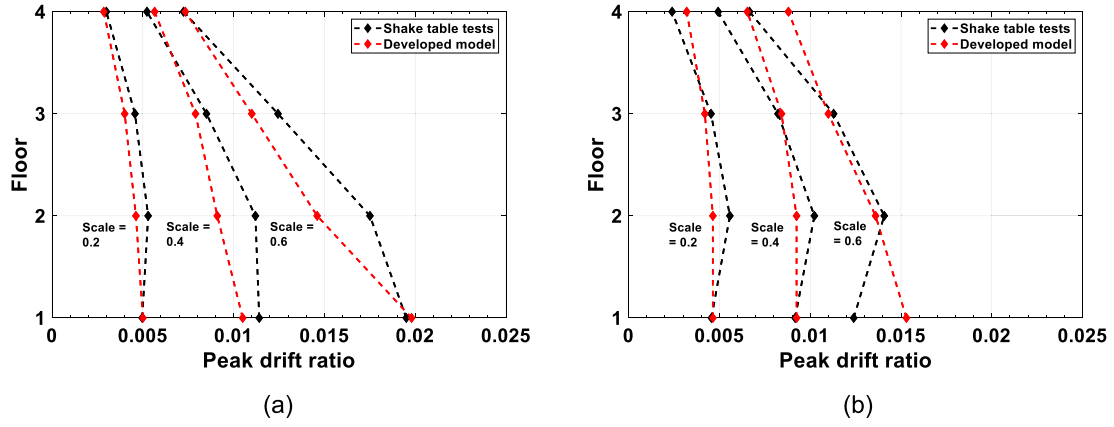 4
3
2
1
Floor
0
0.005
0.01
0.015
0.02
0.025
Peak drift ratio
Shake table tests
Developed model
Scale =
0.2
Scale =
0.4
Scale =
0.6
(a)
4
3
2
1
Floor
0
0.005
0.01
0.015
0.02
0.025
Peak drift ratio
Shake table tests
Developed model
Scale
= 0.2
Scale
= 0.4
Scale
= 0.6
(b)